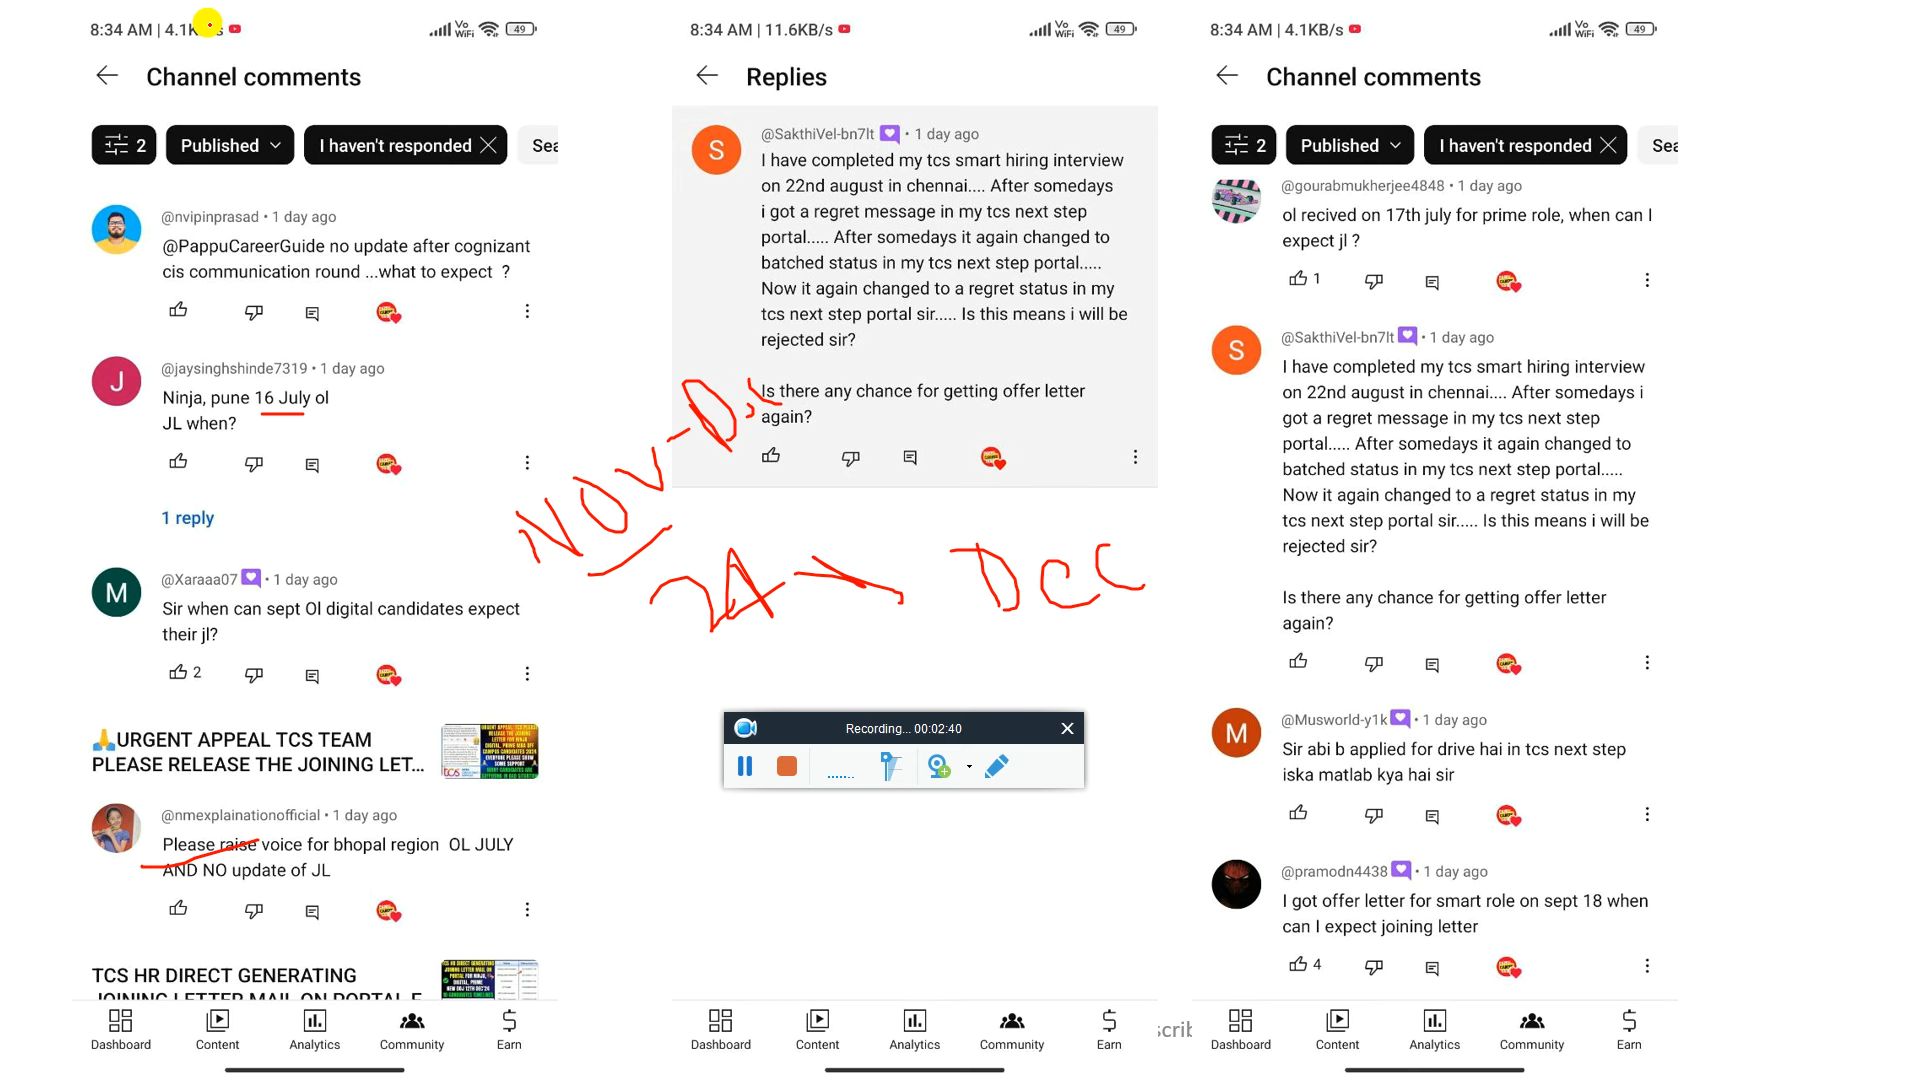 8:34 AM | 4.1K
Vo
WiFi
49
Channel comments
2
Published
I haven't responded
Sea
@nvipinprasad • 1 day ago
@PappuCareerGuide no update after cognizant
cis communication round ...what to expect ?
J
@jaysinghshinde7319 • 1 day ago
Ninja, pune 16 July ol
JL when?
1 reply
M
@Xaraaa07 • 1 day ago
Sir when can sept Ol digital candidates expect
their jl?
2
🙏URGENT APPEAL TCS TEAM
PLEASE RELEASE THE JOINING LET...
@nmexplainationofficial • 1 day ago
Please raise voice for bhopal region OL JULY
AND NO update of JL
TCS HR DIRECT GENERATING
JOINING LETTER MAIL ON PORTAL F
Dashboard
Content
Analytics
Community
Earn
8:34 AM | 11.6KB/s
Vo
WiFi
49
Replies
S
@SakthiVel-bn7lt • 1 day ago
I have completed my tcs smart hiring interview
on 22nd august in chennai.... After somedays
i got a regret message in my tcs next step
portal..... After somedays it again changed to
batched status in my tcs next step portal.....
Now it again changed to a regret status in my
tcs next step portal sir..... Is this means i will be
rejected sir?
Is there any chance for getting offer letter
again?
NOV-
Dec
Recording... 00:02:40
Dashboard
Content
Analytics
Community
Earn
scrib
8:34 AM | 4.1KB/s
Vo
WiFi
49
Channel comments
2
Published
I haven't responded
Sea
@gourabmukherjee4848 • 1 day ago
ol recived on 17th july for prime role, when can I
expect jl ?
1
S
@SakthiVel-bn7lt • 1 day ago
I have completed my tcs smart hiring interview
on 22nd august in chennai.... After somedays i
got a regret message in my tcs next step
portal..... After somedays it again changed to
batched status in my tcs next step portal.....
Now it again changed to a regret status in my
tcs next step portal sir..... Is this means i will be
rejected sir?
Is there any chance for getting offer letter
again?
M
@Musworld-y1k • 1 day ago
Sir abi b applied for drive hai in tcs next step
iska matlab kya hai sir
@pramodn4438 • 1 day ago
I got offer letter for smart role on sept 18 when
can I expect joining letter
4
Dashboard
Content
Analytics
Community
Earn